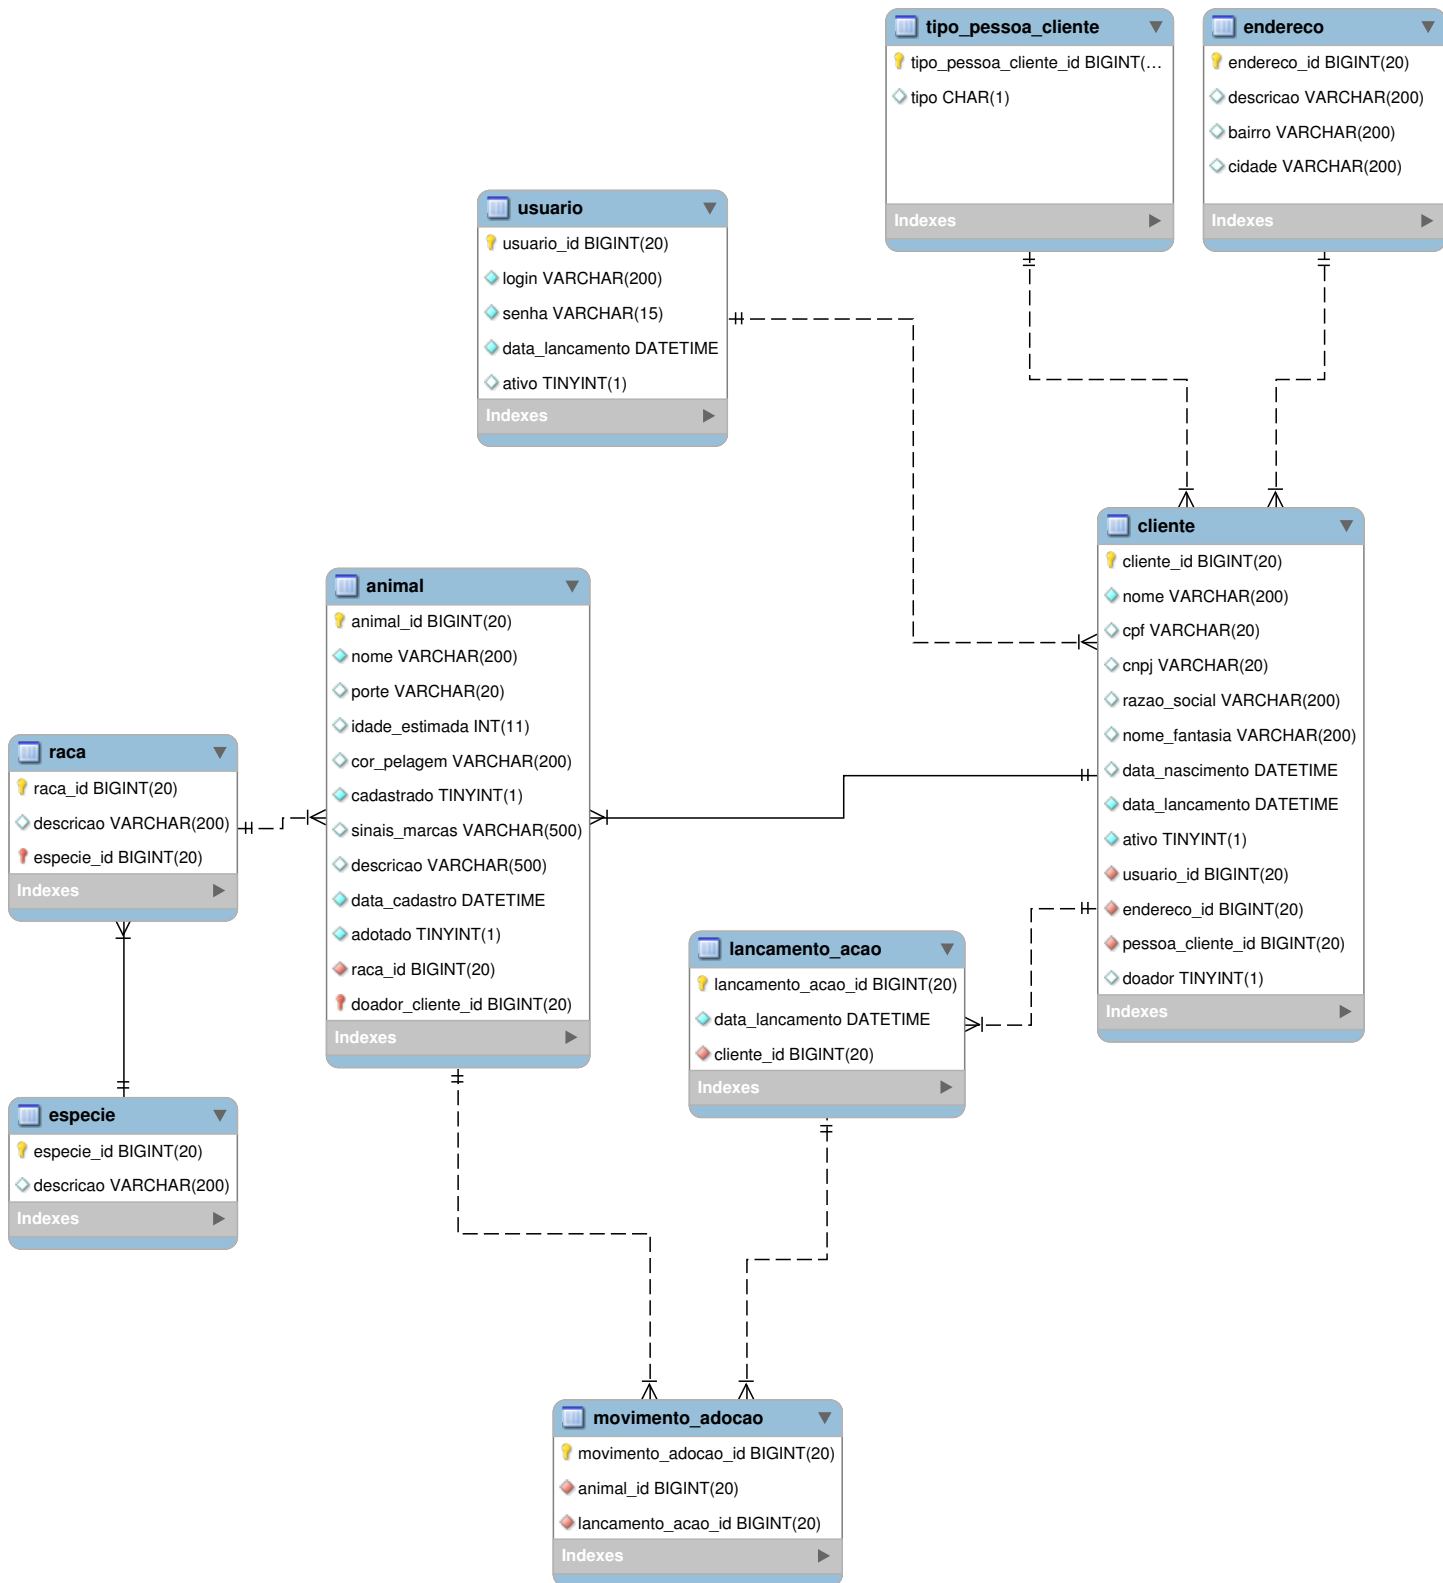 tipo_pessoa_cliente
tipo_pessoa_cliente_id BIGINT(...
tipo CHAR(1)
Indexes
endereco
endereco_id BIGINT(20)
descricao VARCHAR(200)
bairro VARCHAR(200)
cidade VARCHAR(200)
Indexes
usuario
usuario_id BIGINT(20)
login VARCHAR(200)
senha VARCHAR(15)
data_lancamento DATETIME
ativo TINYINT(1)
Indexes
cliente
cliente_id BIGINT(20)
nome VARCHAR(200)
cpf VARCHAR(20)
cnpj VARCHAR(20)
razao_social VARCHAR(200)
nome_fantasia VARCHAR(200)
data_nascimento DATETIME
data_lancamento DATETIME
ativo TINYINT(1)
usuario_id BIGINT(20)
endereco_id BIGINT(20)
pessoa_cliente_id BIGINT(20)
doador TINYINT(1)
Indexes
animal
animal_id BIGINT(20)
nome VARCHAR(200)
porte VARCHAR(20)
idade_estimada INT(11)
cor_pelagem VARCHAR(200)
cadastrado TINYINT(1)
sinais_marcas VARCHAR(500)
descricao VARCHAR(500)
data_cadastro DATETIME
adotado TINYINT(1)
raca_id BIGINT(20)
doador_cliente_id BIGINT(20)
Indexes
raca
raca_id BIGINT(20)
descricao VARCHAR(200)
especie_id BIGINT(20)
Indexes
lancamento_acao
lancamento_acao_id BIGINT(20)
data_lancamento DATETIME
cliente_id BIGINT(20)
Indexes
especie
especie_id BIGINT(20)
descricao VARCHAR(200)
Indexes
movimento_adocao
movimento_adocao_id BIGINT(20)
animal_id BIGINT(20)
lancamento_acao_id BIGINT(20)
Indexes